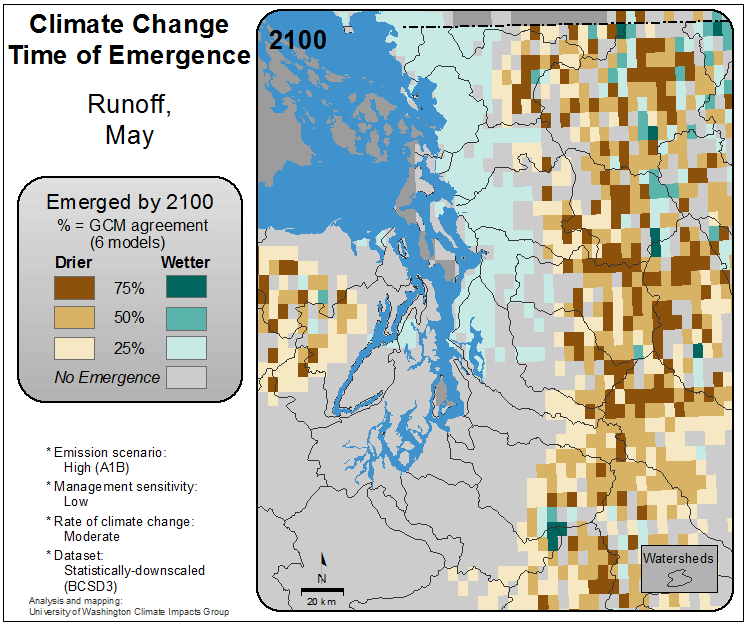 Climate Change
Time of Emergence
Runoff,
May
Emerged by 2100
% = GCM agreement
(6 models)
Drier Wetter
75%
50%
25%
No Emergence
* Emission scenario:
High (A1B)
* Management sensitivity:
Low
* Rate of climate change:
Moderate
* Dataset:
Statistically-downscaled
(BCSD3)
Analysis and mapping:
University of Washington Climate Impacts Group
2100
N
20 km
Watersheds